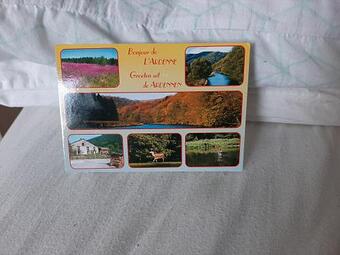 Bonjour de
L'ARDENNE
Groeten uit
de ARDENNEN